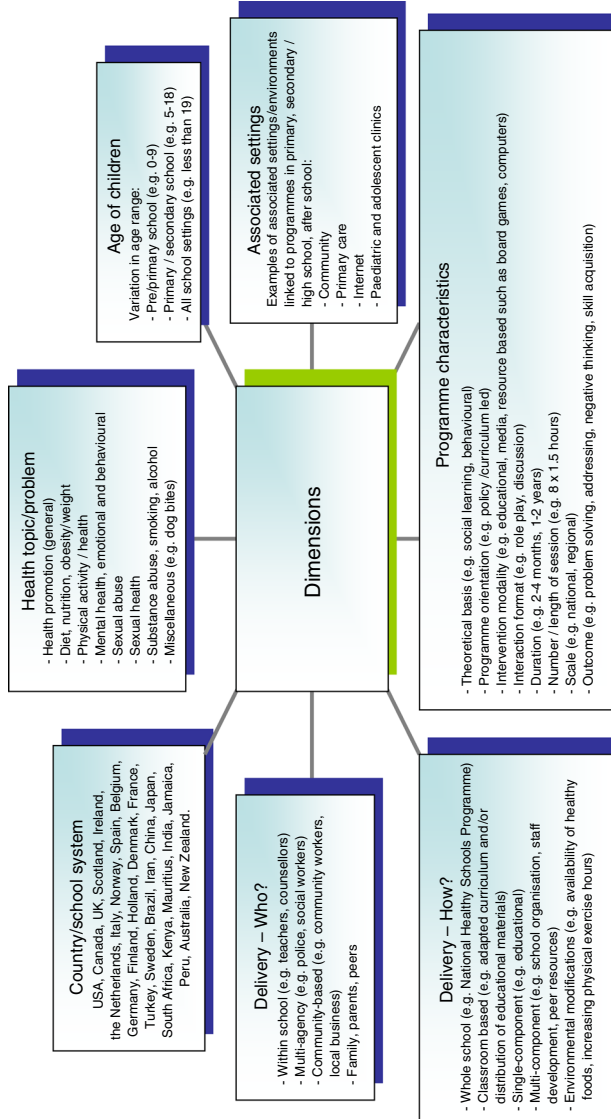 Country/school system
USA, Canada, UK, Scotland, Ireland,
the Netherlands, Italy, Norway, Spain, Belgium,
Germany, Finland, Holland, Denmark, France,
Turkey, Sweden, Brazil, Iran, China, Japan,
South Africa, Kenya, Mauritius, India, Jamaica,
Peru, Australia, New Zealand.
Health topic/problem
- Health promotion (general)
- Diet, nutrition, obesity/weight
- Physical activity / health
- Mental health, emotional and behavioural
- Sexual abuse
- Sexual health
- Substance abuse, smoking, alcohol
- Miscellaneous (e.g. dog bites)
Age of children
Variation in age range:
- Pre/primary school (e.g. 0-9)
- Primary / secondary school (e.g. 5-18)
- All school settings (e.g. less than 19)
Delivery – Who?
- Within school (e.g. teachers, counsellors)
- Multi-agency (e.g. police, social workers)
- Community-based (e.g. community workers,
local business)
- Family, parents, peers
Dimensions
Associated settings
Examples of associated settings/environments
linked to programmes in primary, secondary /
high school, after school:
- Community
- Primary care
- Internet
- Paediatric and adolescent clinics
Delivery – How?
- Whole school (e.g. National Healthy Schools Programme)
- Classroom based (e.g. adapted curriculum and/or
distribution of educational materials)
- Single-component (e.g. educational)
- Multi-component (e.g. school organisation, staff
development, peer resources)
- Environmental modifications (e.g. availability of healthy
foods, increasing physical exercise hours)
Programme characteristics
- Theoretical basis (e.g. social learning, behavioural)
- Programme orientation (e.g. policy /curriculum led)
- Intervention modality (e.g. educational, media, resource based such as board games, computers)
- Interaction format (e.g. role play, discussion)
- Duration (e.g. 2-4 months, 1-2 years)
- Number / length of session (e.g. 8 x 1.5 hours)
- Scale (e.g. national, regional)
- Outcome (e.g. problem solving, addressing, negative thinking, skill acquisition)